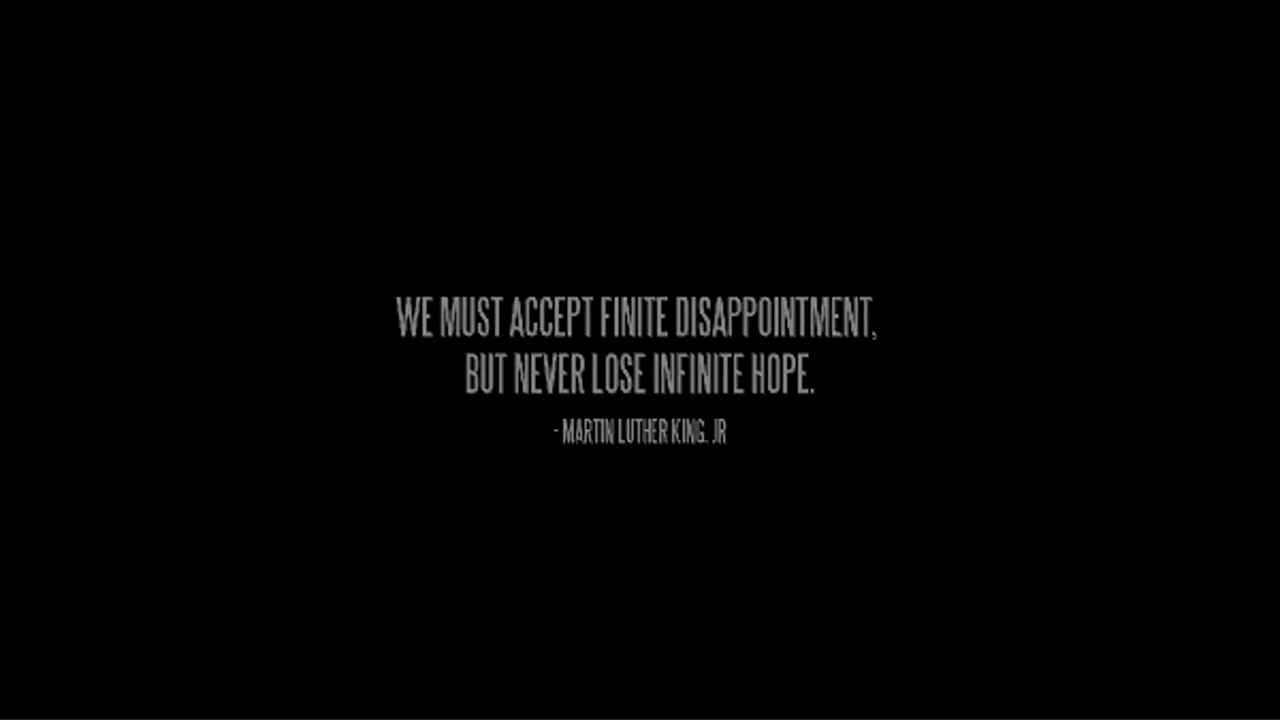 WE MUST ACCEPT FINITE DISAPPOINTMENT,
BUT NEVER LOSE INFINITE HOPE.
- MARTIN LUTHER KING. JR